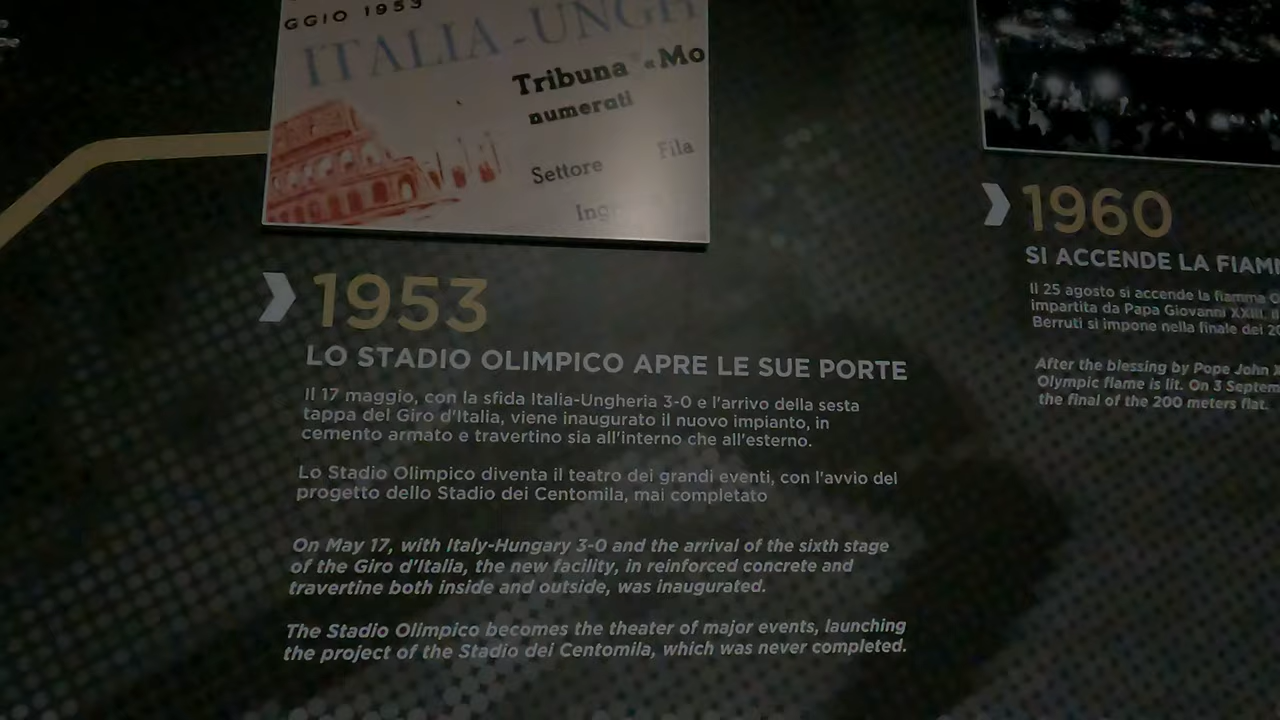 GGIO 1953
ITALIA-UNGH
Tribuna «Mo
numerati
Settore
Fila
Ing
1953
LO STADIO OLIMPICO APRE LE SUE PORTE
Il 17 maggio, con la sfida Italia-Ungheria 3-0 e l'arrivo della sesta
tappa del Giro d'Italia, viene inaugurato il nuovo impianto, in
cemento armato e travertino sia all'interno che all'esterno.
Lo Stadio Olimpico diventa il teatro dei grandi eventi, con l'avvio del
progetto dello Stadio dei Centomila, mai completato
On May 17, with Italy-Hungary 3-0 and the arrival of the sixth stage
of the Giro d'Italia, the new facility, in reinforced concrete and
travertine both inside and outside, was inaugurated.
The Stadio Olimpico becomes the theater of major events, launching
the project of the Stadio dei Centomila, which was never completed.
1960
SI ACCENDE LA FIAM
Il 25 agosto si accende la fiamma
impartita da Papa Giovanni XXIII. Il
Berruti si impone nella finale dei 20
After the blessing by Pope John X
Olympic flame is lit. On 3 Septem
the final of the 200 meters flat.